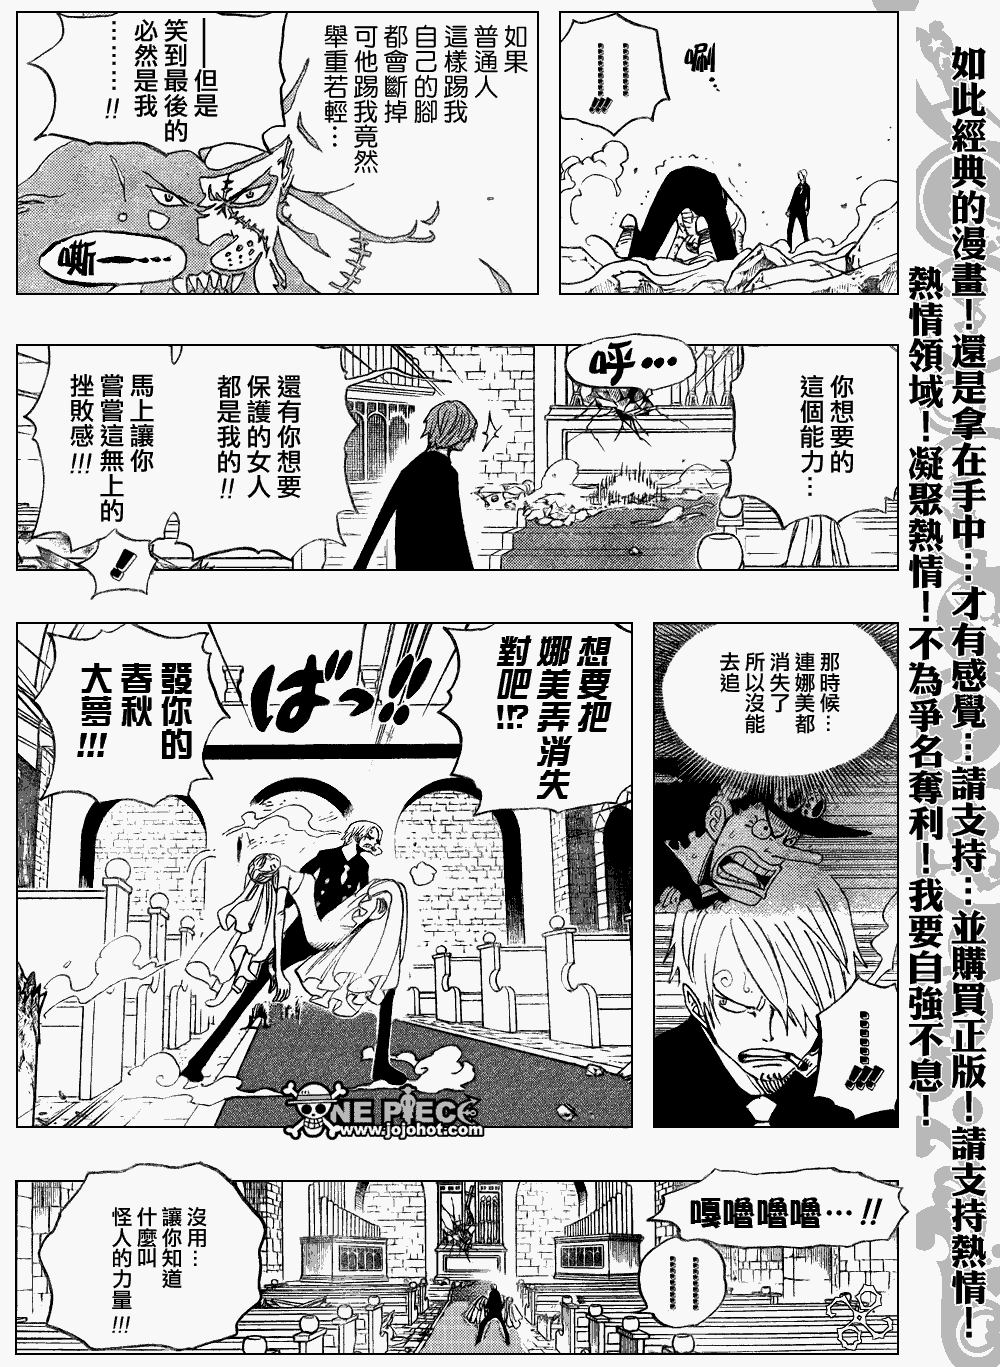 如此經典的漫畫！還是拿在手中…才有感覺…請支持…並購買正版！請支持熱情！
熱情領域！凝聚熱情！不為爭名奪利！我要自強不息！
唰…
…………
…………!!!
如果
普通人
這樣踢我
自己的腳
都會斷掉
可他踢我竟然
舉重若輕…
——但是
笑到最後的
必然是我
………!!
嘶——……
你想要的
這個能力…
呼…
還有你想要
保護的女人
都是我的!!
馬上讓你
嘗嘗這無上的
挫敗感!!!
!
那時候…
連娜美都
消失了
所以沒能
去追
…………!!!
想要把
娜美弄消失
對吧!!?
ばっ!!
發你的
春秋
大夢!!!
ONE PIECE
www.jojohot.com
嘎嚕嚕嚕…!!
…………
…………
沒用…
讓你知道
什麼叫
怪人的力量!!!
©